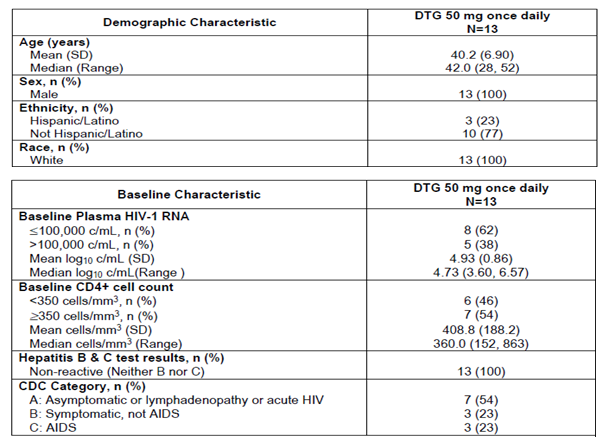 Demographic Characteristic DTG 50 mg once daily
N=13
Age (years)
Mean (SD) 40.2 (6.90)
Median (Range) 42.0 (28, 52)
Sex, n (%)
Male 13 (100)
Ethnicity, n (%)
Hispanic/Latino 3 (23)
Not Hispanic/Latino 10 (77)
Race, n (%)
White 13 (100)
Baseline Characteristic DTG 50 mg once daily
N=13
Baseline Plasma HIV-1 RNA
≤100,000 c/mL, n (%) 8 (62)
>100,000 c/mL, n (%) 5 (38)
Mean log10 c/mL (SD) 4.93 (0.86)
Median log10 c/mL(Range ) 4.73 (3.60, 6.57)
Baseline CD4+ cell count
<350 cells/mm³, n (%) 6 (46)
≥350 cells/mm³, n (%) 7 (54)
Mean cells/mm³ (SD) 408.8 (188.2)
Median cells/mm³ (Range) 360.0 (152, 863)
Hepatitis B & C test results, n (%)
Non-reactive (Neither B nor C) 13 (100)
CDC Category, n (%)
A: Asymptomatic or lymphadenopathy or acute HIV 7 (54)
B: Symptomatic, not AIDS 3 (23)
C: AIDS 3 (23)